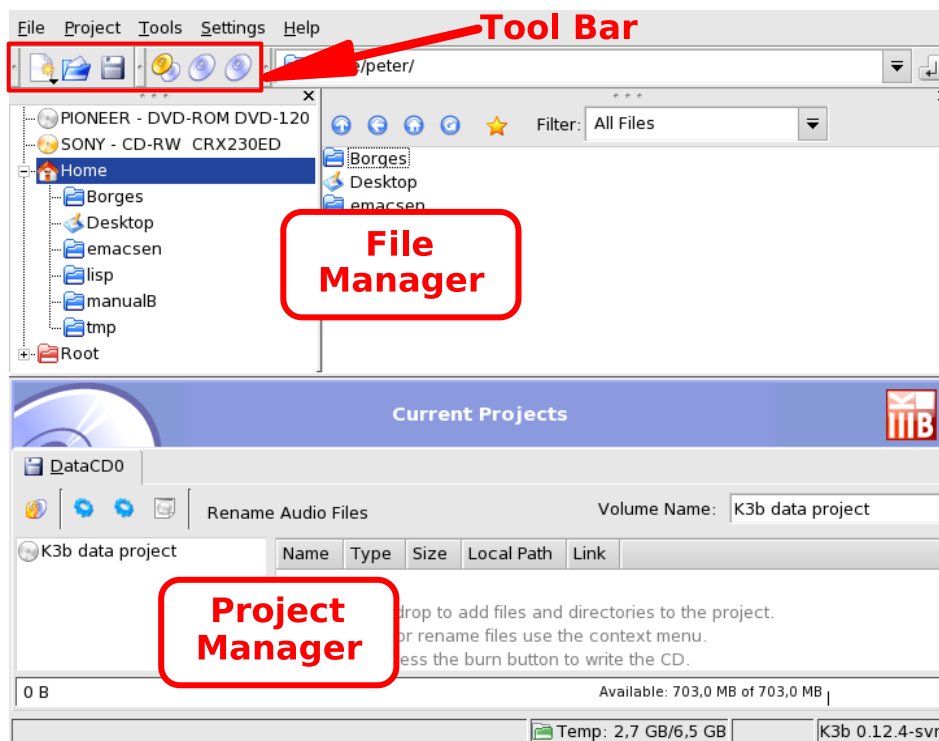 File Project Tools Settings Help
Tool Bar
e/peter/
PIONEER - DVD-ROM DVD-120
SONY - CD-RW CRX230ED
Home
Borges
Desktop
emacsen
lisp
manualB
tmp
Root
Filter: All Files
Borges
Desktop
emacsen
File
Manager
Current Projects
K3B
DataCD0
Rename Audio Files
Volume Name: K3b data project
K3b data project
Name Type Size Local Path Link
drop to add files and directories to the project.
or rename files use the context menu.
the burn button to write the CD.
Project
Manager
0 B
Available: 703,0 MB of 703,0 MB
Temp: 2,7 GB/6,5 GB
K3b 0.12.4-svn